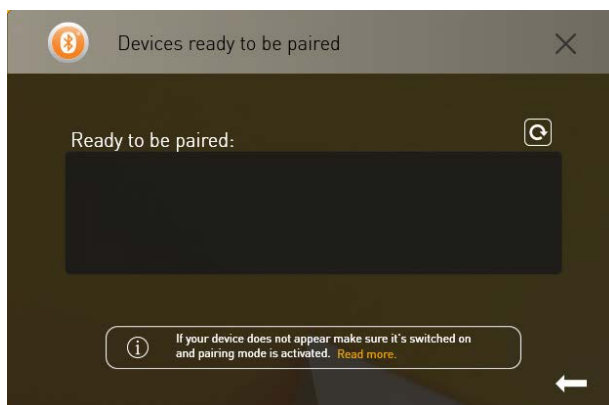 Devices ready to be paired
Ready to be paired:
If your device does not appear make sure it's switched on
and pairing mode is activated. Read more.